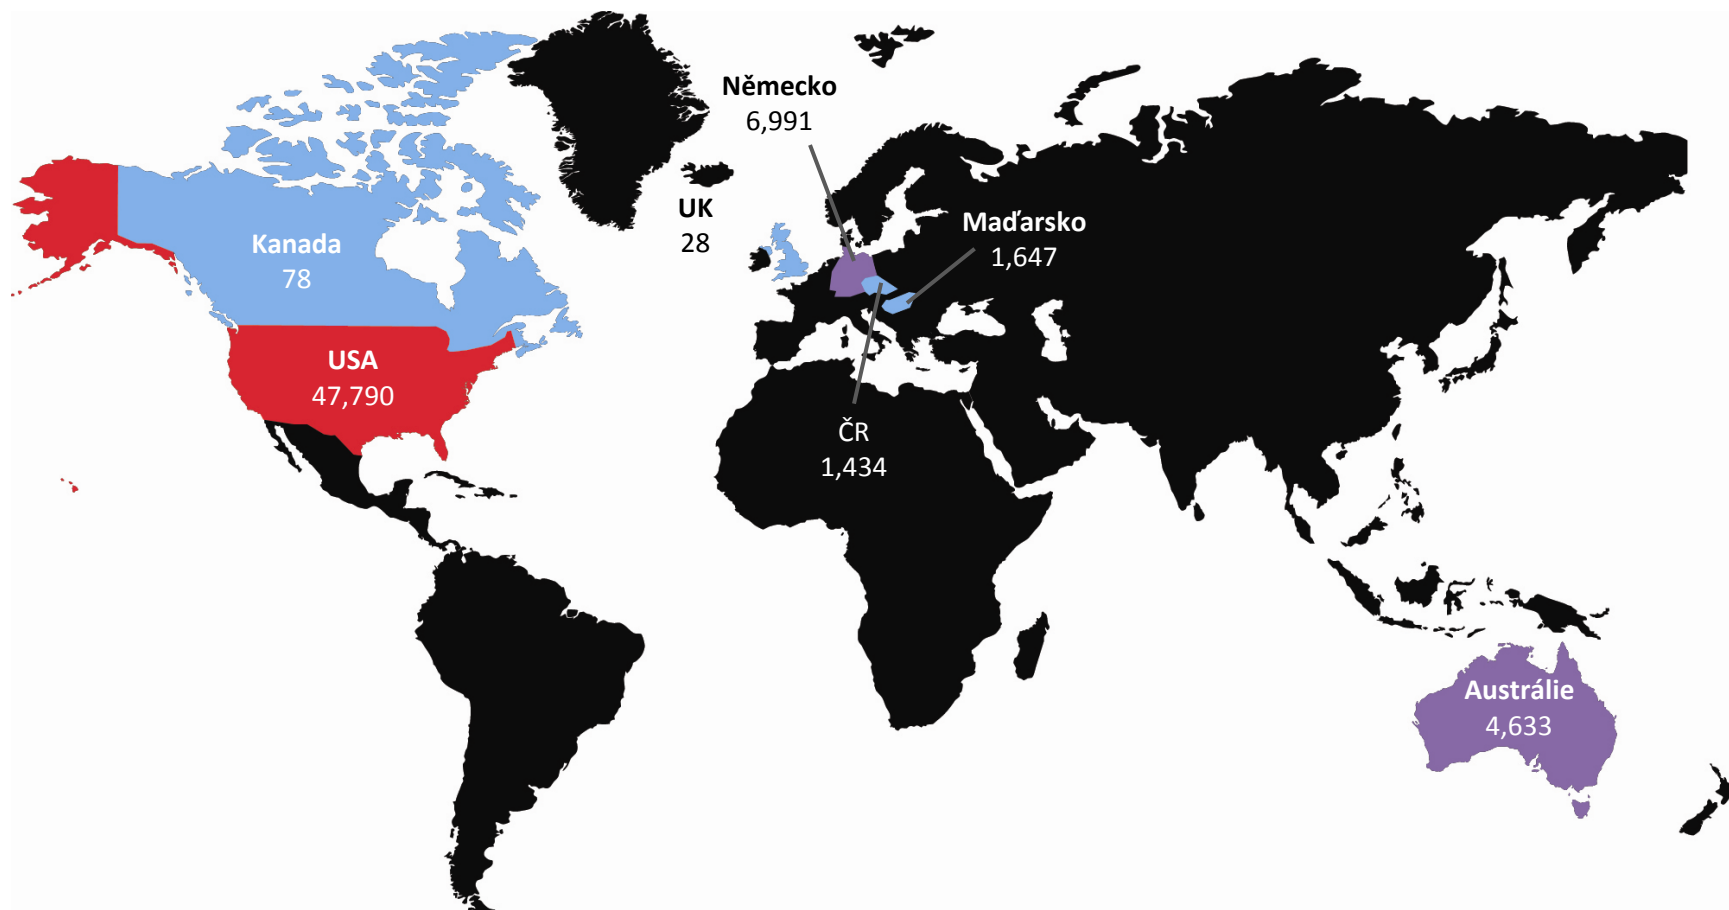 Německo
6,991
UK
28
Maďarsko
1,647
Kanada
78
USA
47,790
ČR
1,434
Austrálie
4,633